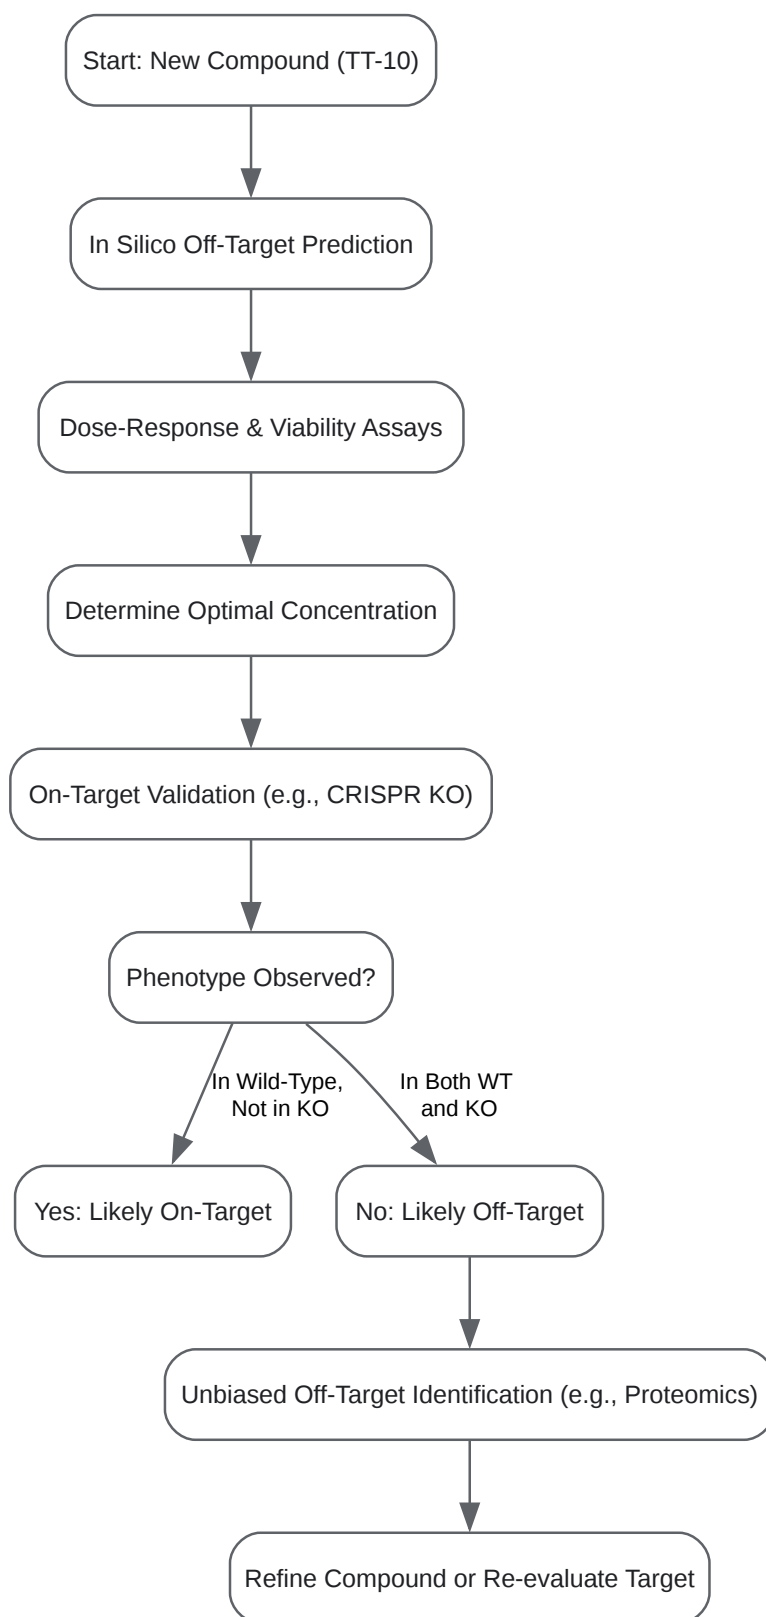 Start: New Compound (TT-10)
In Silico Off-Target Prediction
Dose-Response & Viability Assays
Determine Optimal Concentration
On-Target Validation (e.g., CRISPR KO)
Phenotype Observed?
In Wild-Type,
Not in KO
In Both WT
and KO
Yes: Likely On-Target
No: Likely Off-Target
Unbiased Off-Target Identification (e.g., Proteomics)
Refine Compound or Re-evaluate Target